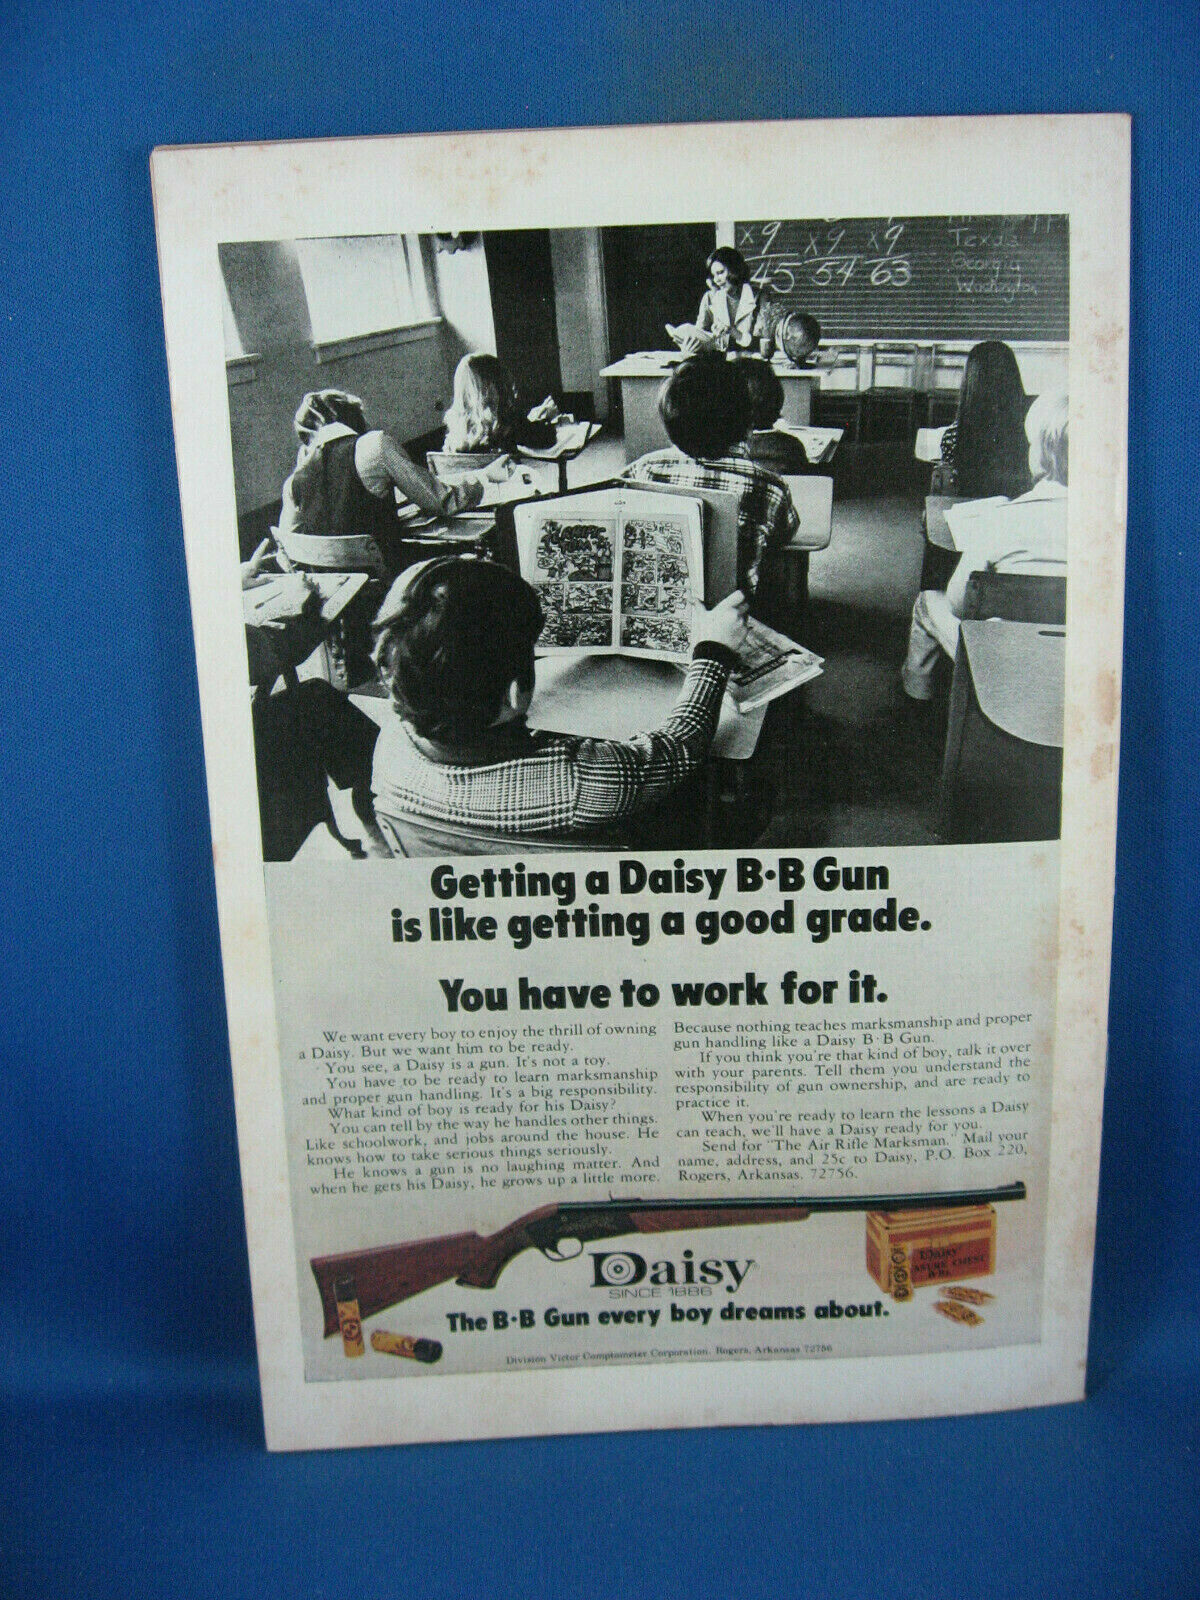 x9 x9 x9
45 54 63
Texas
Georgia
Washington
Getting a Daisy B·B Gun
is like getting a good grade.
You have to work for it.
We want every boy to enjoy the thrill of owning
a Daisy. But we want him to be ready.
You see, a Daisy is a gun. It's not a toy.
You have to be ready to learn marksmanship
and proper gun handling. It's a big responsibility.
What kind of boy is ready for his Daisy?
You can tell by the way he handles other things.
Like schoolwork, and jobs around the house. He
knows how to take serious things seriously.
He knows a gun is no laughing matter. And
when he gets his Daisy, he grows up a little more.
Because nothing teaches marksmanship and proper
gun handling like a Daisy B·B Gun.
If you think you're that kind of boy, talk it over
with your parents. Tell them you understand the
responsibility of gun ownership, and are ready to
practice it.
When you're ready to learn the lessons a Daisy
can teach, we'll have a Daisy ready for you.
Send for "The Air Rifle Marksman." Mail your
name, address, and 25c to Daisy, P.O. Box 220,
Rogers, Arkansas. 72756.
Daisy
SINCE 1886
Daisy
CHEST
The B·B Gun every boy dreams about.
Division Victor Comptometer Corporation, Rogers, Arkansas 72756